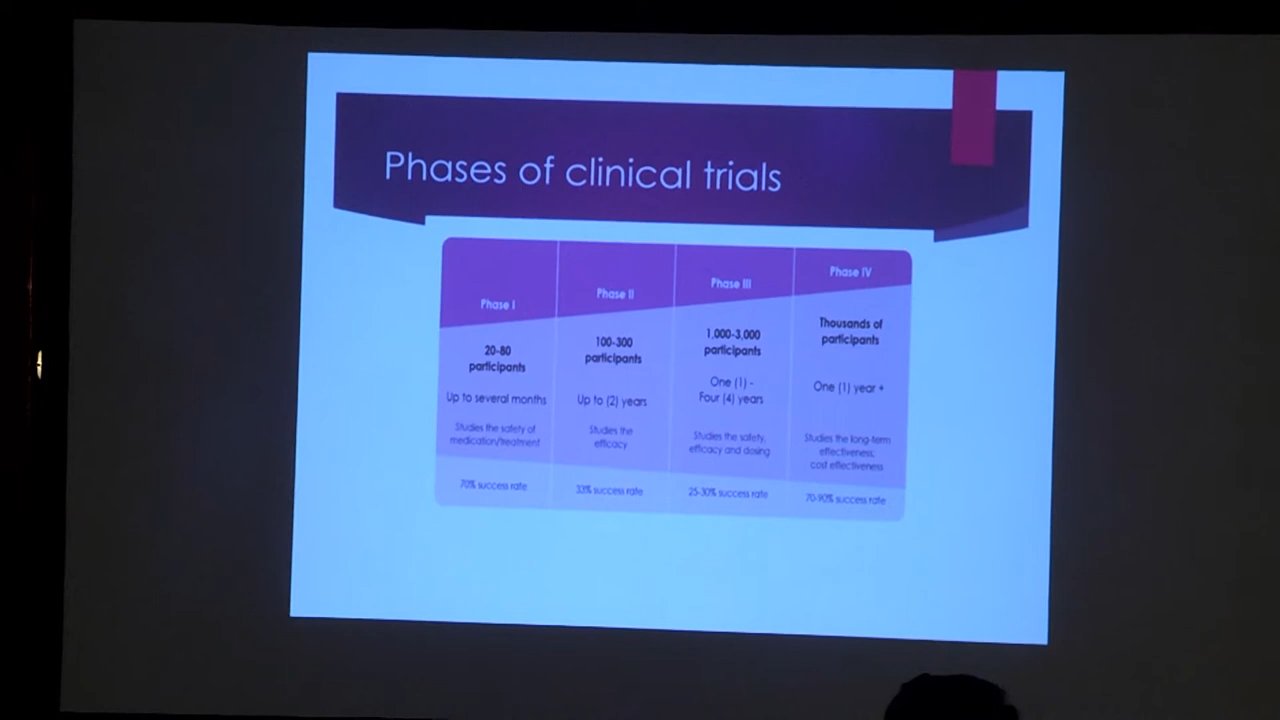 Phases of clinical trials
Phase I
20-80
participants
Up to several months
Studies the safety of
medication/treatment
70% success rate
Phase II
100-300
participants
Up to (2) years
Studies the
efficacy
33% success rate
Phase III
1,000-3,000
participants
One (1) -
Four (4) years
Studies the safety,
efficacy and dosing
25-30% success rate
Phase IV
Thousands of
participants
One (1) year +
Studies the long-term
effectiveness;
cost effectiveness
70-90% success rate